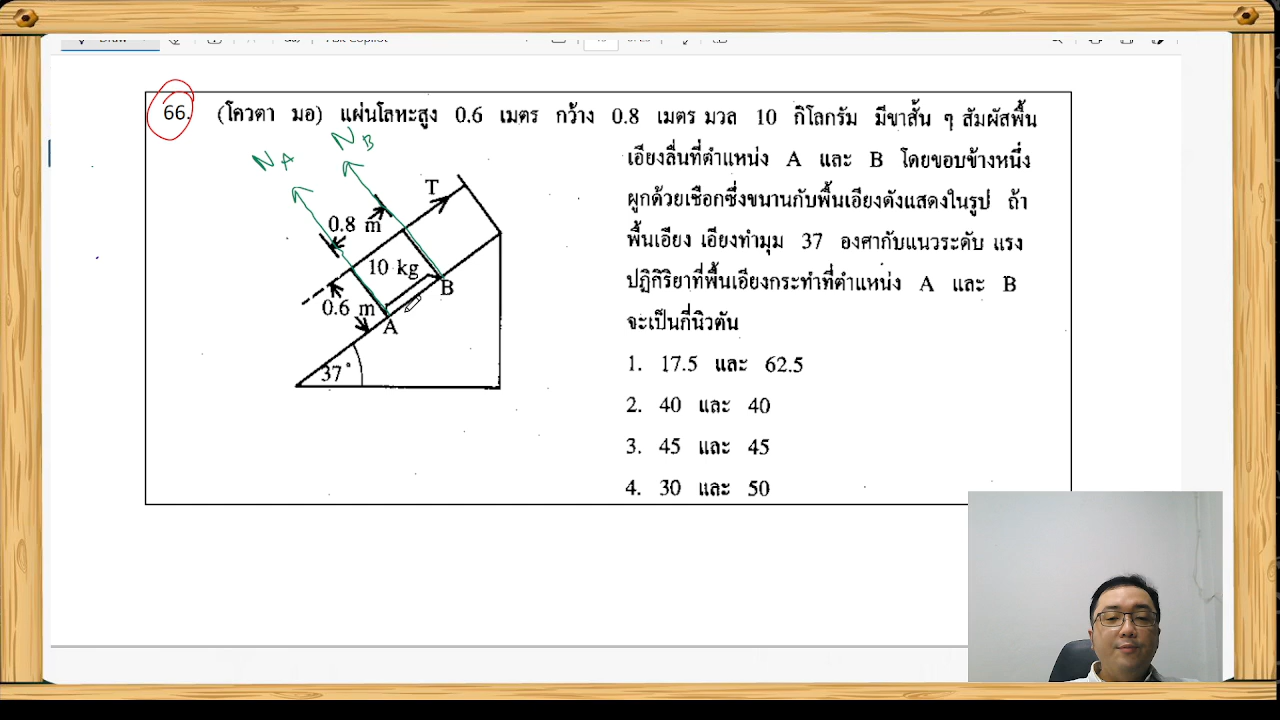 66. (โควตา มอ) แผ่นโลหะสูง 0.6 เมตร กว้าง 0.8 เมตร มวล 10 กิโลกรัม มีขาสั้น ๆ สัมผัสพื้น
เอียงลื่นที่ตำแหน่ง A และ B โดยขอบข้างหนึ่ง
ผูกด้วยเชือกซึ่งขนานกับพื้นเอียงดังแสดงในรูป ถ้า
พื้นเอียง เอียงทำมุม 37 องศากับแนวระดับ แรง
ปฏิกิริยาที่พื้นเอียงกระทำที่ตำแหน่ง A และ B
จะเป็นกี่นิวตัน
1. 17.5 และ 62.5
2. 40 และ 40
3. 45 และ 45
4. 30 และ 50
N A
N B
T
0.8 m
10 kg
0.6 m
B
A
37°